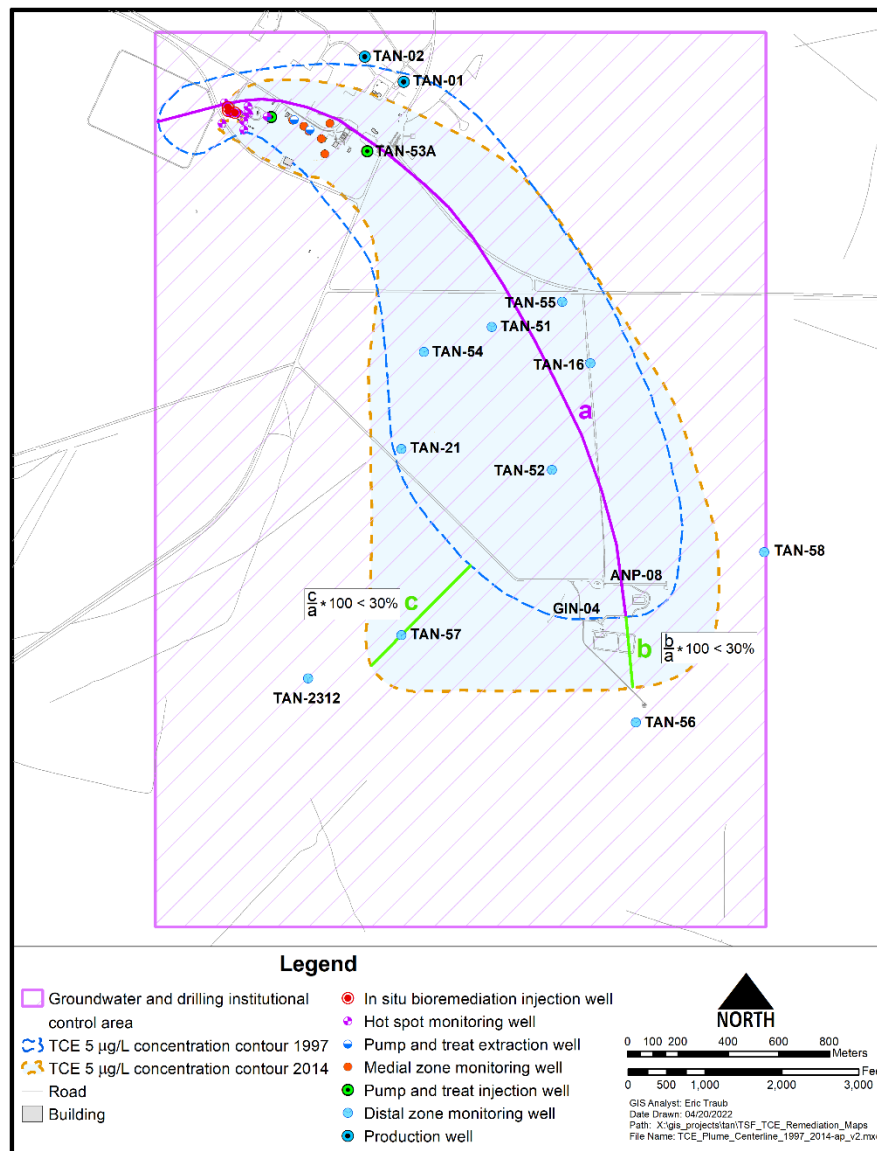 TAN-02
TAN-01
TAN-53A
TAN-55
TAN-51
TAN-54
TAN-16
a
TAN-21
TAN-52
TAN-58
ANP-08
c/a * 100 < 30%
c
GIN-04
TAN-57
b
b/a * 100 < 30%
TAN-2312
TAN-56
Legend
Groundwater and drilling institutional
control area
TCE 5 µg/L concentration contour 1997
TCE 5 µg/L concentration contour 2014
Road
Building
In situ bioremediation injection well
Hot spot monitoring well
Pump and treat extraction well
Medial zone monitoring well
Pump and treat injection well
Distal zone monitoring well
Production well
NORTH
0 100 200 400 600 800
Meters
Fee
0 500 1,000 2,000 3,000
GIS Analyst: Eric Traub
Date Drawn: 04/20/2022
Path: X:\gis_projects\tan\TSF_TCE_Remediation_Maps
File Name: TCE_Plume_Centerline_1997_2014-ap_v2.mx